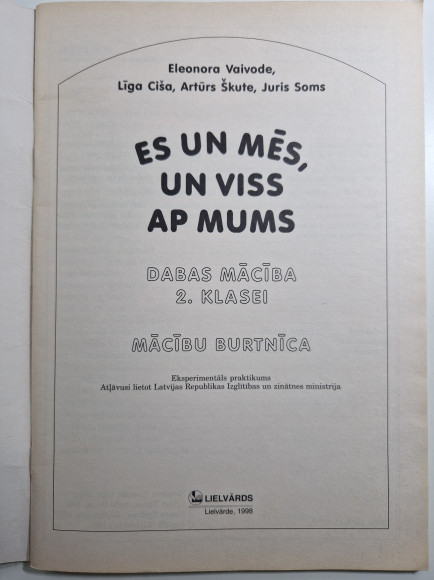 Eleonora Vaivode,
Līga Ciša, Artūrs Škute, Juris Soms
ES UN MĒS,
UN VISS
AP MUMS
DABAS MĀCĪBA
2. KLASEI
MĀCĪBU BURTNĪCA
Eksperimentāls praktikums
Atļāvusi lietot Latvijas Republikas Izglītības un zinātnes ministrija
LIELVĀRDS
Lielvārde, 1998